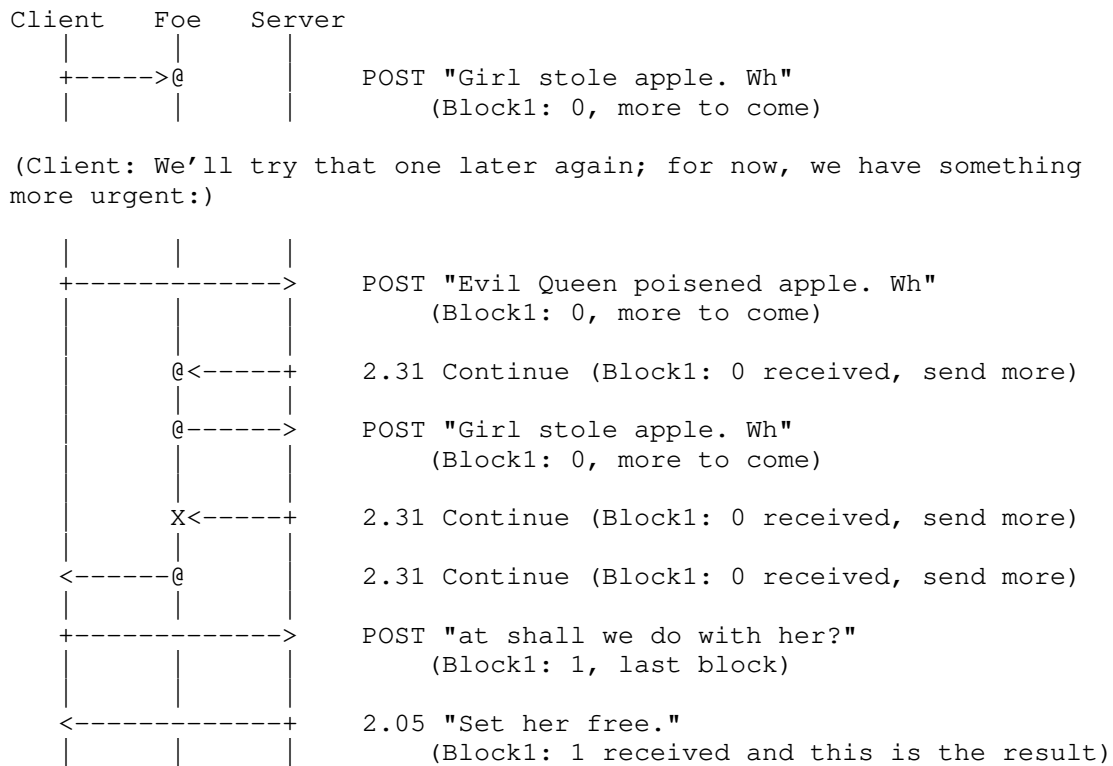 Client Foe Server
| | |
+----->@ | POST "Girl stole apple. Wh"
| | | (Block1: 0, more to come)
(Client: We'll try that one later again; for now, we have something
more urgent:)
| | |
+-------------> POST "Evil Queen poisened apple. Wh"
| | | (Block1: 0, more to come)
| | |
| @<-----+ 2.31 Continue (Block1: 0 received, send more)
| | |
| @------> POST "Girl stole apple. Wh"
| | | (Block1: 0, more to come)
| | |
| X<-----+ 2.31 Continue (Block1: 0 received, send more)
| | |
<------@ | 2.31 Continue (Block1: 0 received, send more)
| | |
+-------------> POST "at shall we do with her?"
| | | (Block1: 1, last block)
| | |
<-------------+ 2.05 "Set her free."
| | | (Block1: 1 received and this is the result)